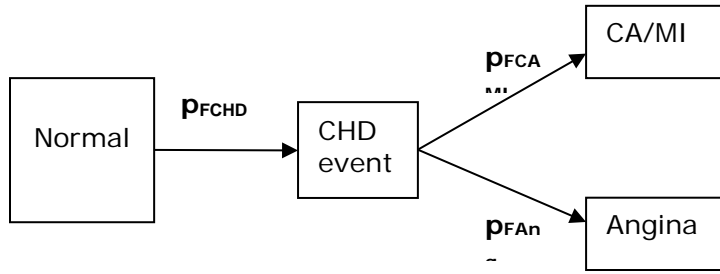 CA/MI
pFCA
pFCHD
Normal
CHD
event
pFAn
Angina